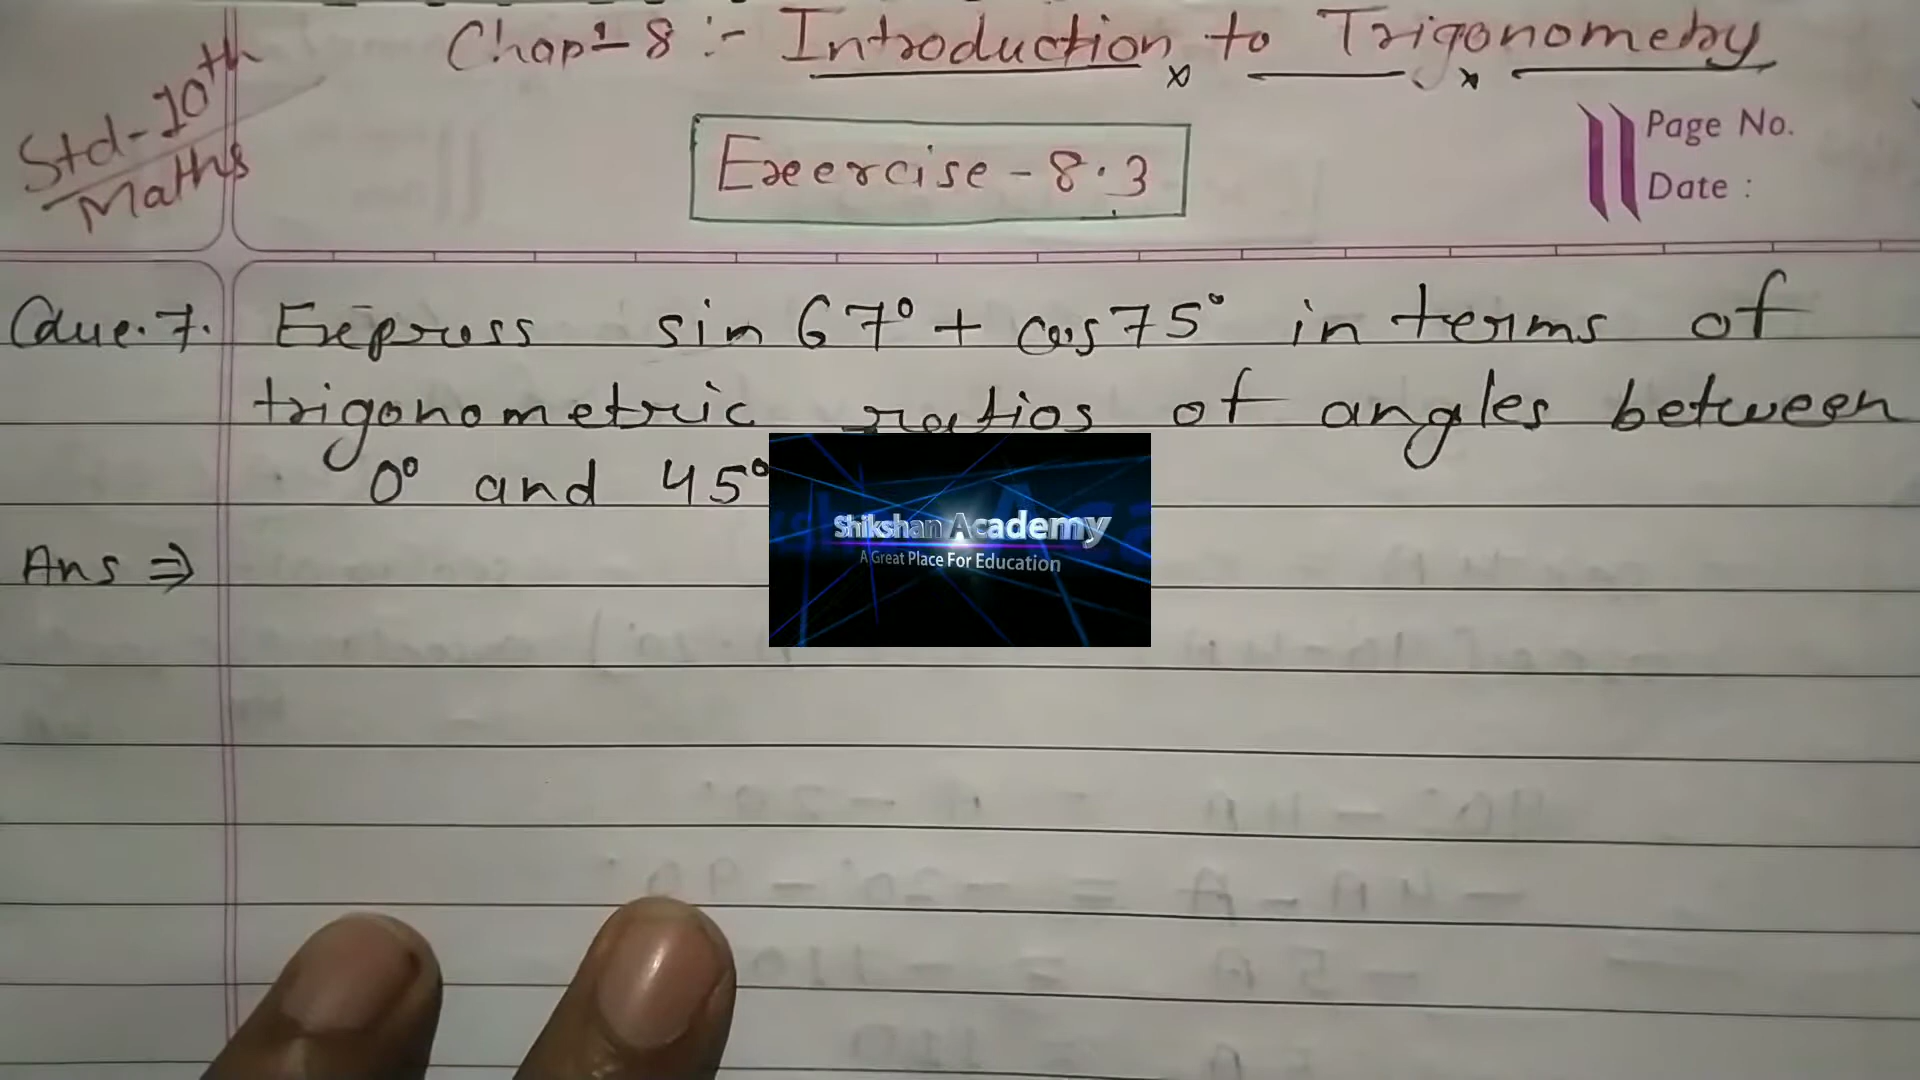 Chapt 8 :- Introduction to Trigonometry
Std-10th
Maths
Exercise - 8.3
Page No.
Date :
Que.7. Express sin 67° + cos 75° in terms of
trigonometric ratios of angles between
0° and 45°
Shikshan Academy
A Great Place For Education
Ans ⇒